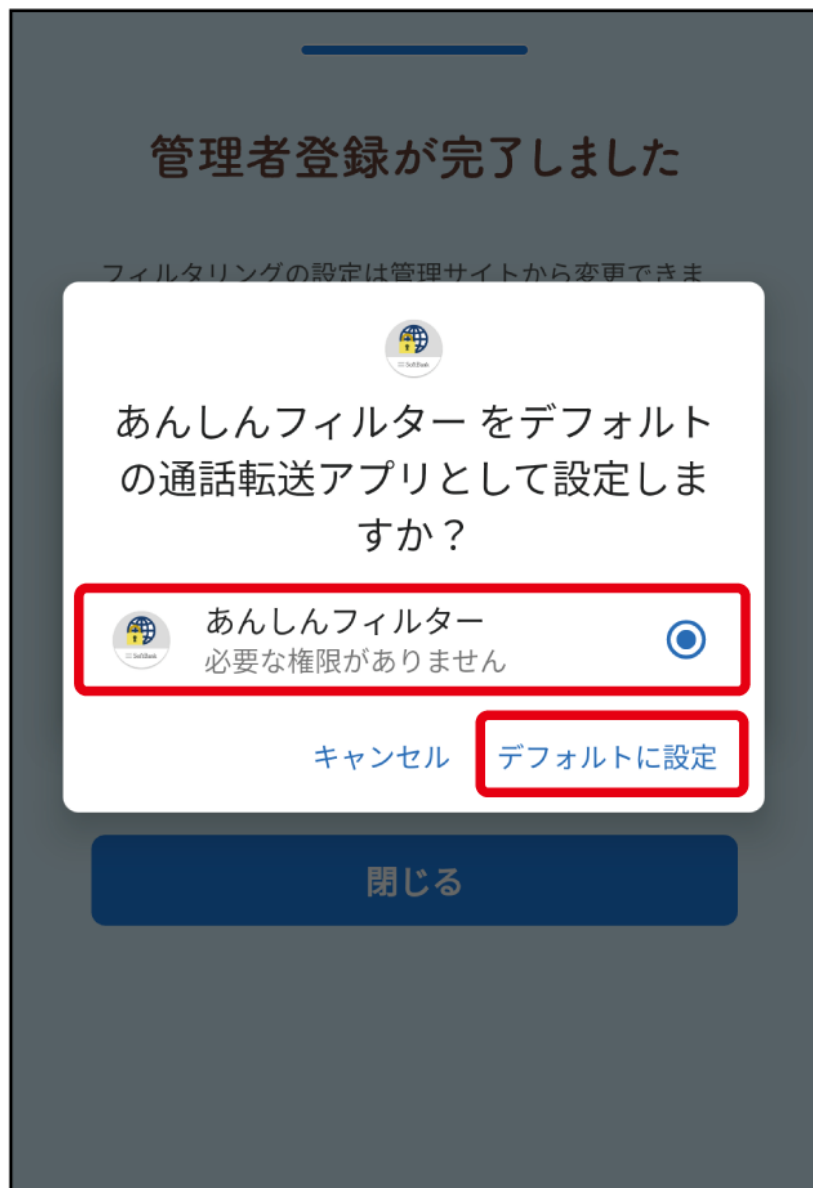 管理者登録が完了しました
フィルタリングの設定は管理サイトから変更できま
SoftBank
あんしんフィルター をデフォルト
の通話転送アプリとして設定しま
すか？
あんしんフィルター
必要な権限がありません
SoftBank
キャンセル
デフォルトに設定
閉じる